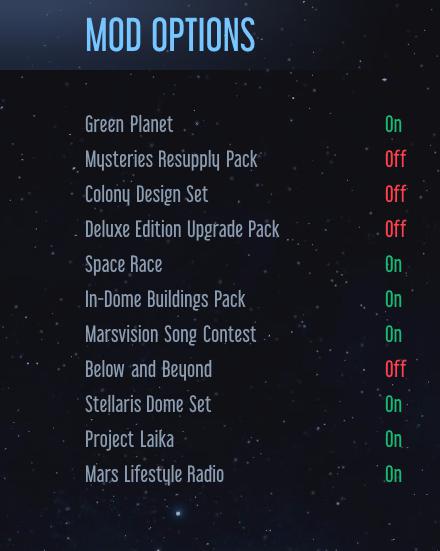 MOD OPTIONS
Green Planet On
Mysteries Resupply Pack Off
Colony Design Set Off
Deluxe Edition Upgrade Pack Off
Space Race On
In-Dome Buildings Pack On
Marsvision Song Contest On
Below and Beyond Off
Stellaris Dome Set On
Project Laika On
Mars Lifestyle Radio On